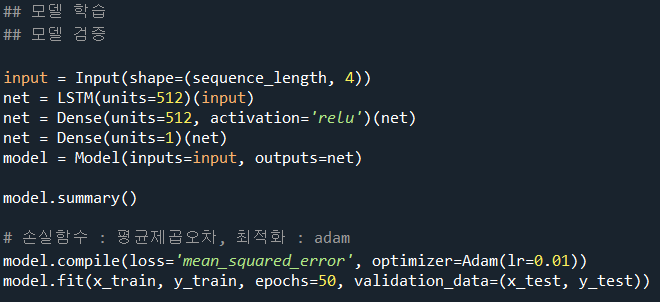 ## 모델 학습
## 모델 검증
input = Input(shape=(sequence_length, 4))
net = LSTM(units=512)(input)
net = Dense(units=512, activation='relu')(net)
net = Dense(units=1)(net)
model = Model(inputs=input, outputs=net)
model.summary()
# 손실함수 : 평균제곱오차, 최적화 : adam
model.compile(loss='mean_squared_error', optimizer=Adam(lr=0.01))
model.fit(x_train, y_train, epochs=50, validation_data=(x_test, y_test))